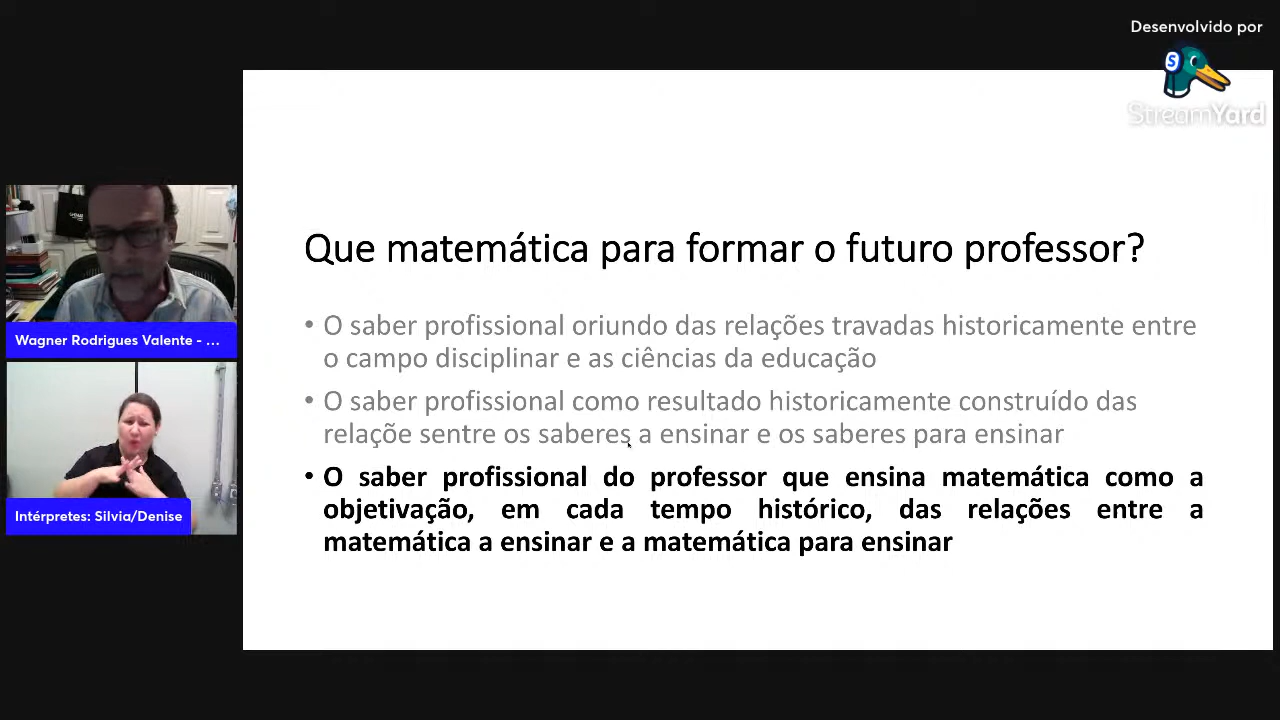 Desenvolvido por
StreamYard
Que matemática para formar o futuro professor?
• O saber profissional oriundo das relações travadas historicamente entre
o campo disciplinar e as ciências da educação
• O saber profissional como resultado historicamente construído das
relaçõe sentre os saberes a ensinar e os saberes para ensinar
• O saber profissional do professor que ensina matemática como a
objetivação, em cada tempo histórico, das relações entre a
matemática a ensinar e a matemática para ensinar
Wagner Rodrigues Valente - ...
Intérpretes: Silvia/Denise